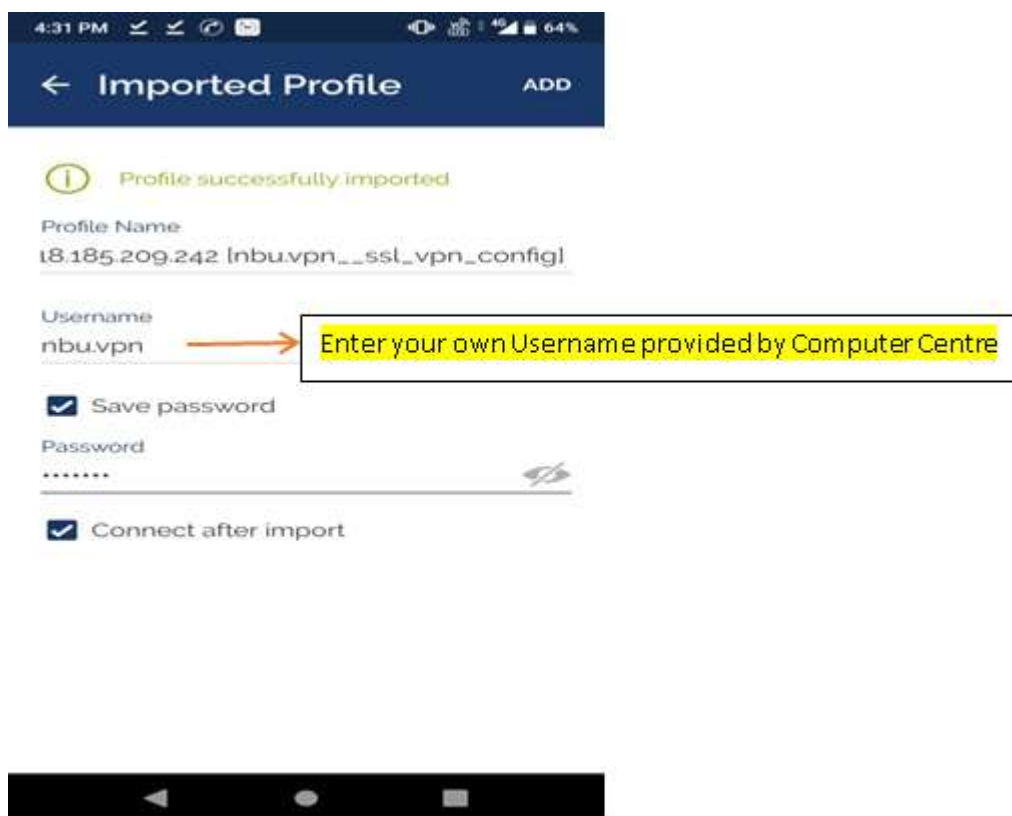 4:31 PM 64%
Imported Profile ADD
Profile successfully imported
Profile Name
18.185.209.242 [nbu.vpn__ssl_vpn_config]
Username
nbu.vpn
Enter your own Username provided by Computer Centre
Save password
Password
•••••••
Connect after import